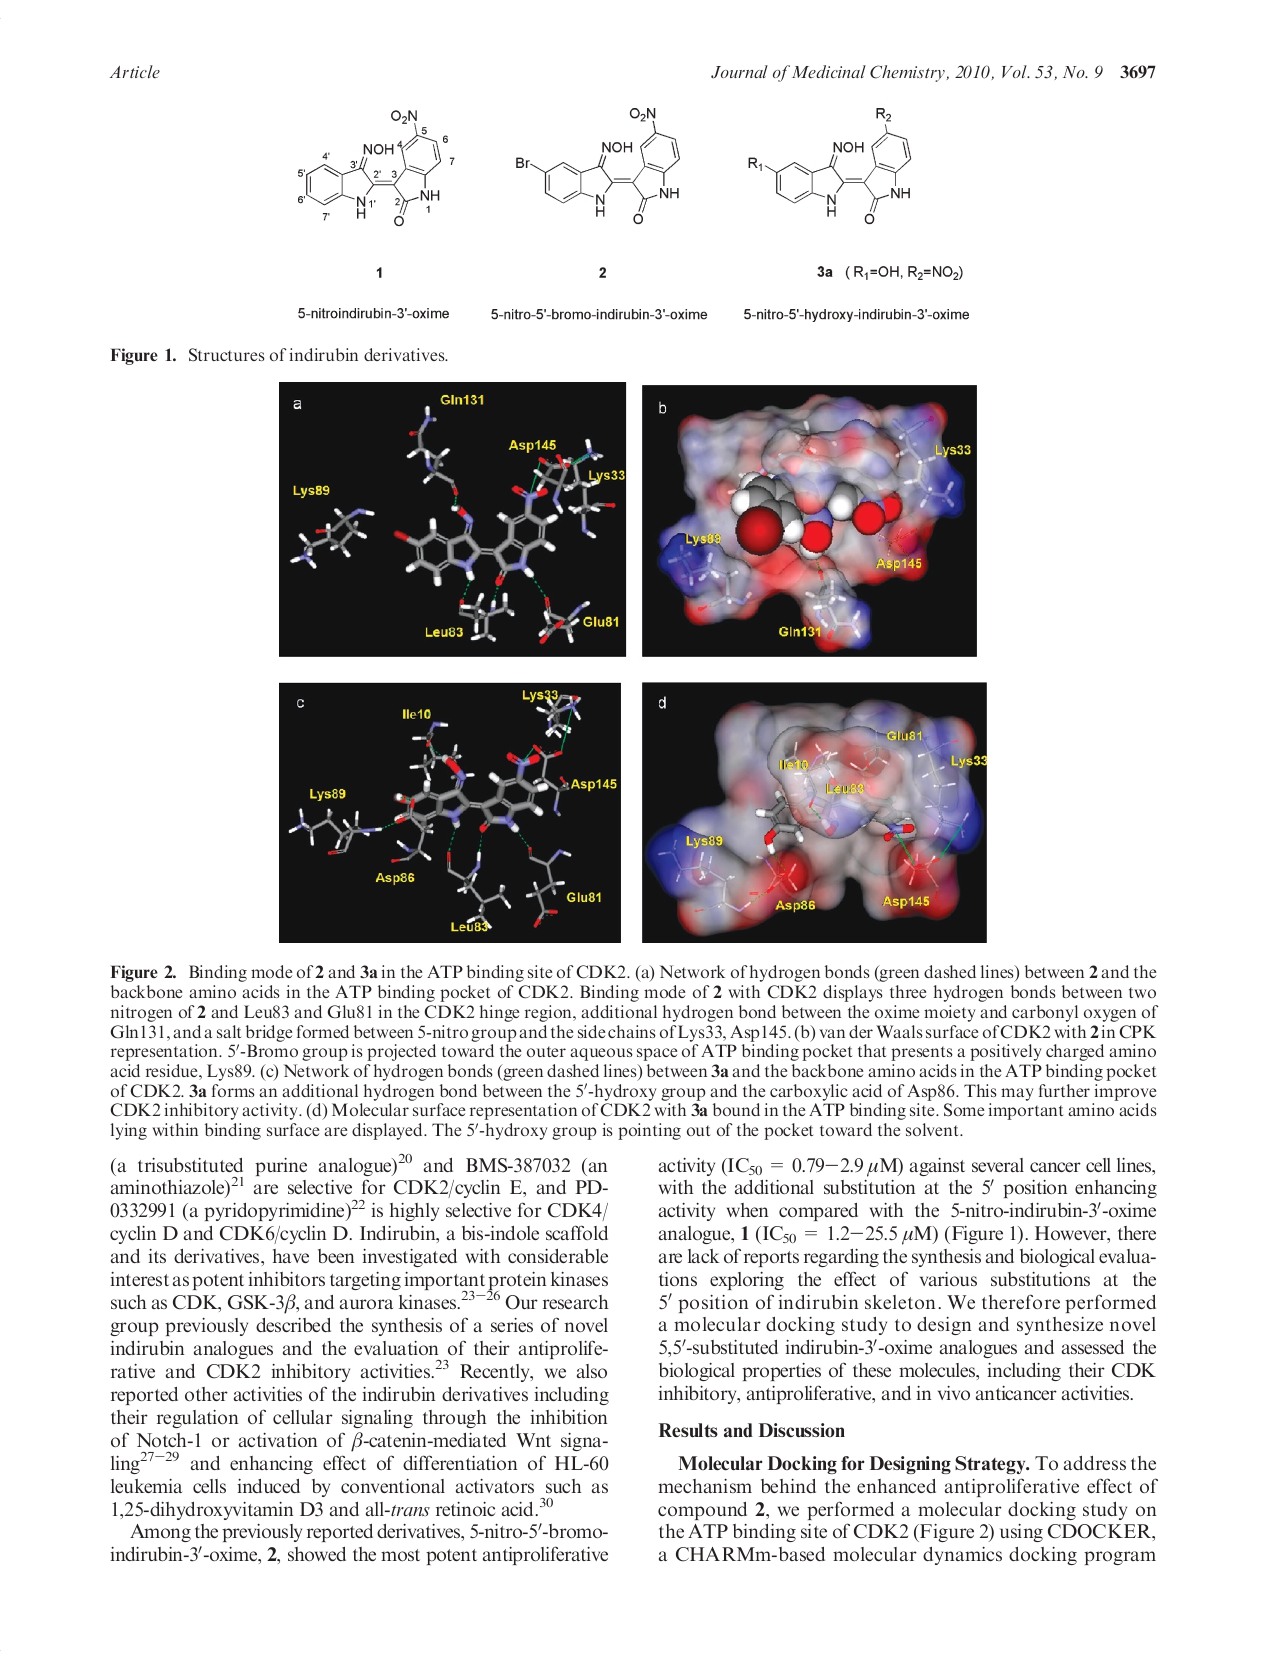 Article
Journal of Medicinal Chemistry, 2010, Vol. 53, No. 9 3697
O₂N
NOH
4'
5'
6'
7'
3'
2'
N
H
1'
3
4
5
6
7
2
NH
1
O
O₂N
Br
NOH
N
H
NH
O
R₂
R₁
NOH
N
H
NH
O
1
2
3a ( R₁=OH, R₂=NO₂)
5-nitroindirubin-3'-oxime
5-nitro-5'-bromo-indirubin-3'-oxime
5-nitro-5'-hydroxy-indirubin-3'-oxime
Figure 1. Structures of indirubin derivatives.
a
Gln131
Asp145
Lys33
Lys89
Leu83
Glu81
b
Lys33
Lys89
Asp145
Gln131
c
Lys33
Ile10
Asp145
Lys89
Asp86
Glu81
Leu83
d
Glu81
Lys33
Ile10
Leu83
Lys89
Asp86
Asp145
Figure 2. Binding mode of 2 and 3a in the ATP binding site of CDK2. (a) Network of hydrogen bonds (green dashed lines) between 2 and the
backbone amino acids in the ATP binding pocket of CDK2. Binding mode of 2 with CDK2 displays three hydrogen bonds between two
nitrogen of 2 and Leu83 and Glu81 in the CDK2 hinge region, additional hydrogen bond between the oxime moiety and carbonyl oxygen of
Gln131, and a salt bridge formed between 5-nitro group and the side chains of Lys33, Asp145. (b) van der Waals surface of CDK2 with 2 in CPK
representation. 5′-Bromo group is projected toward the outer aqueous space of ATP binding pocket that presents a positively charged amino
acid residue, Lys89. (c) Network of hydrogen bonds (green dashed lines) between 3a and the backbone amino acids in the ATP binding pocket
of CDK2. 3a forms an additional hydrogen bond between the 5′-hydroxy group and the carboxylic acid of Asp86. This may further improve
CDK2 inhibitory activity. (d) Molecular surface representation of CDK2 with 3a bound in the ATP binding site. Some important amino acids
lying within binding surface are displayed. The 5′-hydroxy group is pointing out of the pocket toward the solvent.
(a trisubstituted purine analogue)²⁰ and BMS-387032 (an
aminothiazole)²¹ are selective for CDK2/cyclin E, and PD-
0332991 (a pyridopyrimidine)²² is highly selective for CDK4/
cyclin D and CDK6/cyclin D. Indirubin, a bis-indole scaffold
and its derivatives, have been investigated with considerable
interest as potent inhibitors targeting important protein kinases
such as CDK, GSK-3β, and aurora kinases.²³⁻²⁶ Our research
group previously described the synthesis of a series of novel
indirubin analogues and the evaluation of their antiprolife-
rative and CDK2 inhibitory activities.²³ Recently, we also
reported other activities of the indirubin derivatives including
their regulation of cellular signaling through the inhibition
of Notch-1 or activation of β-catenin-mediated Wnt signa-
ling²⁷⁻²⁹ and enhancing effect of differentiation of HL-60
leukemia cells induced by conventional activators such as
1,25-dihydroxyvitamin D3 and all-trans retinoic acid.³⁰
Among the previously reported derivatives, 5-nitro-5′-bromo-
indirubin-3′-oxime, 2, showed the most potent antiproliferative
activity (IC₅₀ = 0.79−2.9 μM) against several cancer cell lines,
with the additional substitution at the 5′ position enhancing
activity when compared with the 5-nitro-indirubin-3′-oxime
analogue, 1 (IC₅₀ = 1.2−25.5 μM) (Figure 1). However, there
are lack of reports regarding the synthesis and biological evalua-
tions exploring the effect of various substitutions at the
5′ position of indirubin skeleton. We therefore performed
a molecular docking study to design and synthesize novel
5,5′-substituted indirubin-3′-oxime analogues and assessed the
biological properties of these molecules, including their CDK
inhibitory, antiproliferative, and in vivo anticancer activities.
Results and Discussion
Molecular Docking for Designing Strategy. To address the
mechanism behind the enhanced antiproliferative effect of
compound 2, we performed a molecular docking study on
the ATP binding site of CDK2 (Figure 2) using CDOCKER,
a CHARMm-based molecular dynamics docking program